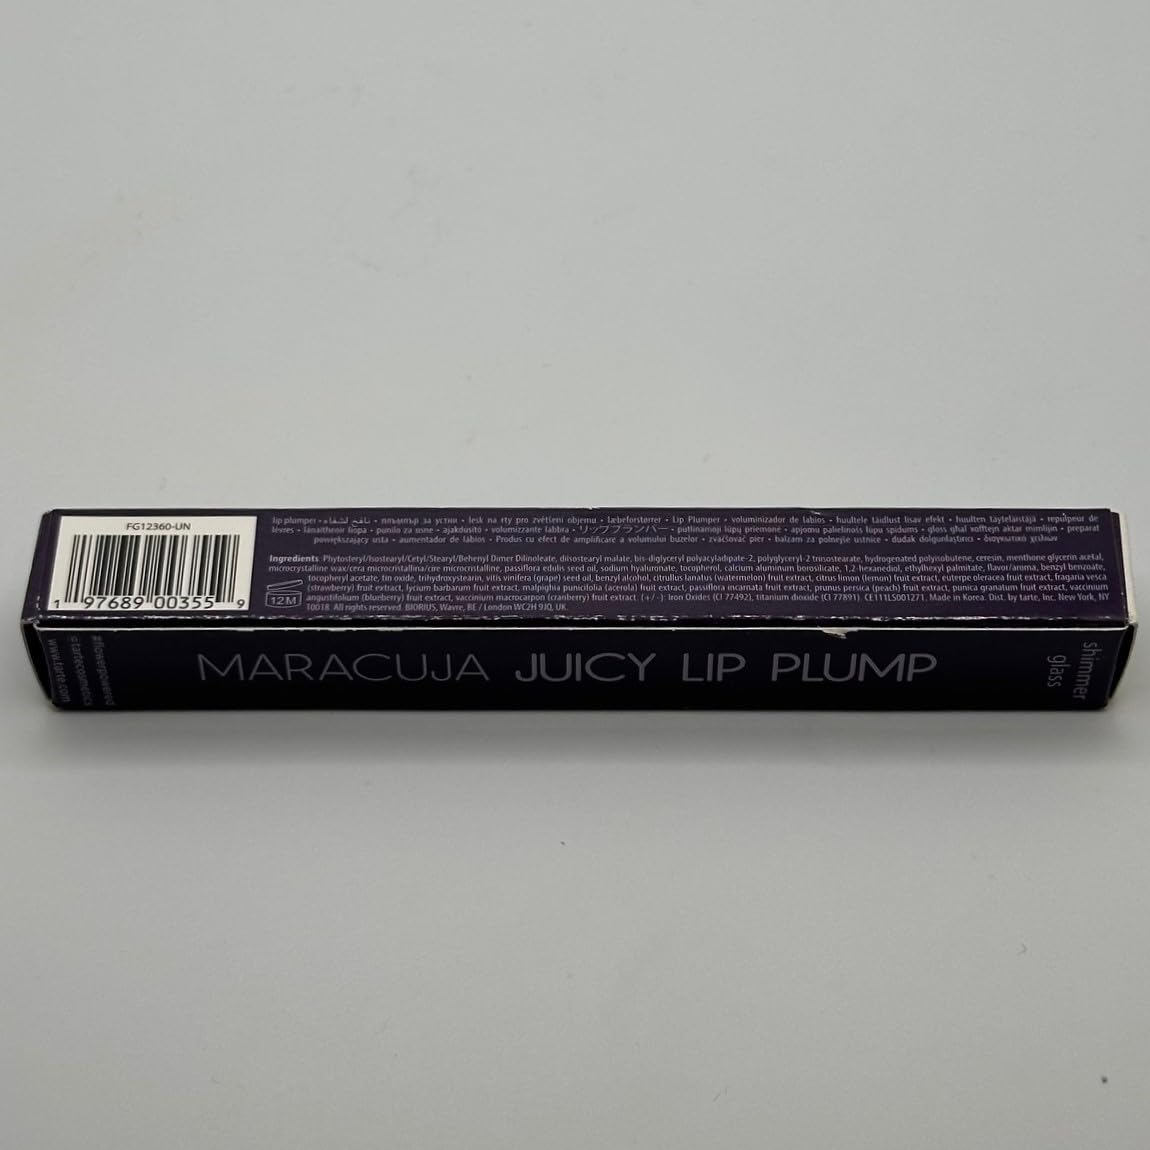 FG12360-UN
1 97689 00355 9
lip plumper • نافخ لشفاه • плъмпър за устни • lesk na rty pro zvětšení objemu • læbeforstørrer • Lip Plumper • voluminizador de labios • huultele täidlust lisav efekt • huulten täytelaistaja • repulpeur de
lèvres • • punilo za usne • ajakdúsító • volumizzante labbra • リッププランパー • putlinamoji lūpų priemonė • apjomu palielinošs lūpu spīdums • gloss għal xofftejn aktar mimlijin • preparat
powiększający usta • aumentador de lábios • Produs cu efect de amplificare a volumului buzelor • zväčšovač pier • balzam za polnejše ustnice • dudak dolgunlaştırıcı • διογκωτικό χειλιών
Ingredients: Phytosteryl/Isostearyl/Cetyl/Stearyl/Behenyl Dimer Dilinoleate, diisostearyl malate, bis-diglyceryl polyacyladipate-2, polyglyceryl-2 triisostearate, hydrogenated polyisobutene, ceresin, menthone glycerin acetal,
microcrystalline wax/cera microcristallina/cire microcristalline, passiflora edulis seed oil, sodium hyaluronate, tocopherol, calcium aluminum borosilicate, 1,2-hexanediol, ethylhexyl palmitate, flavor/aroma, benzyl benzoate,
tocopheryl acetate, tin oxide, trihydroxystearin, vitis vinifera (grape) seed oil, benzyl alcohol, citrullus lanatus (watermelon) fruit extract, citrus limon (lemon) fruit extract, euterpe oleracea fruit extract, fragaria vesca
(strawberry) fruit extract, lycium barbarum fruit extract, malpighia punicifolia (acerola) fruit extract, passiflora incarnata fruit extract, prunus persica (peach) fruit extract, punica granatum fruit extract, vaccinium
angustifolium (blueberry) fruit extract, vaccinium macrocarpon (cranberry) fruit extract. (+/-): Iron Oxides (CI 77492), titanium dioxide (CI 77891). CE111LS001271. Made in Korea. Dist. by tarte, Inc. New York, NY
10018. All rights reserved. BIORIUS, Wavre, BE / London WC2H 9JQ, UK.
12M
#flowerpowered
@tartecosmetics
www.tarte.com
MARACUJA JUICY LIP PLUMP
shimmer
glass